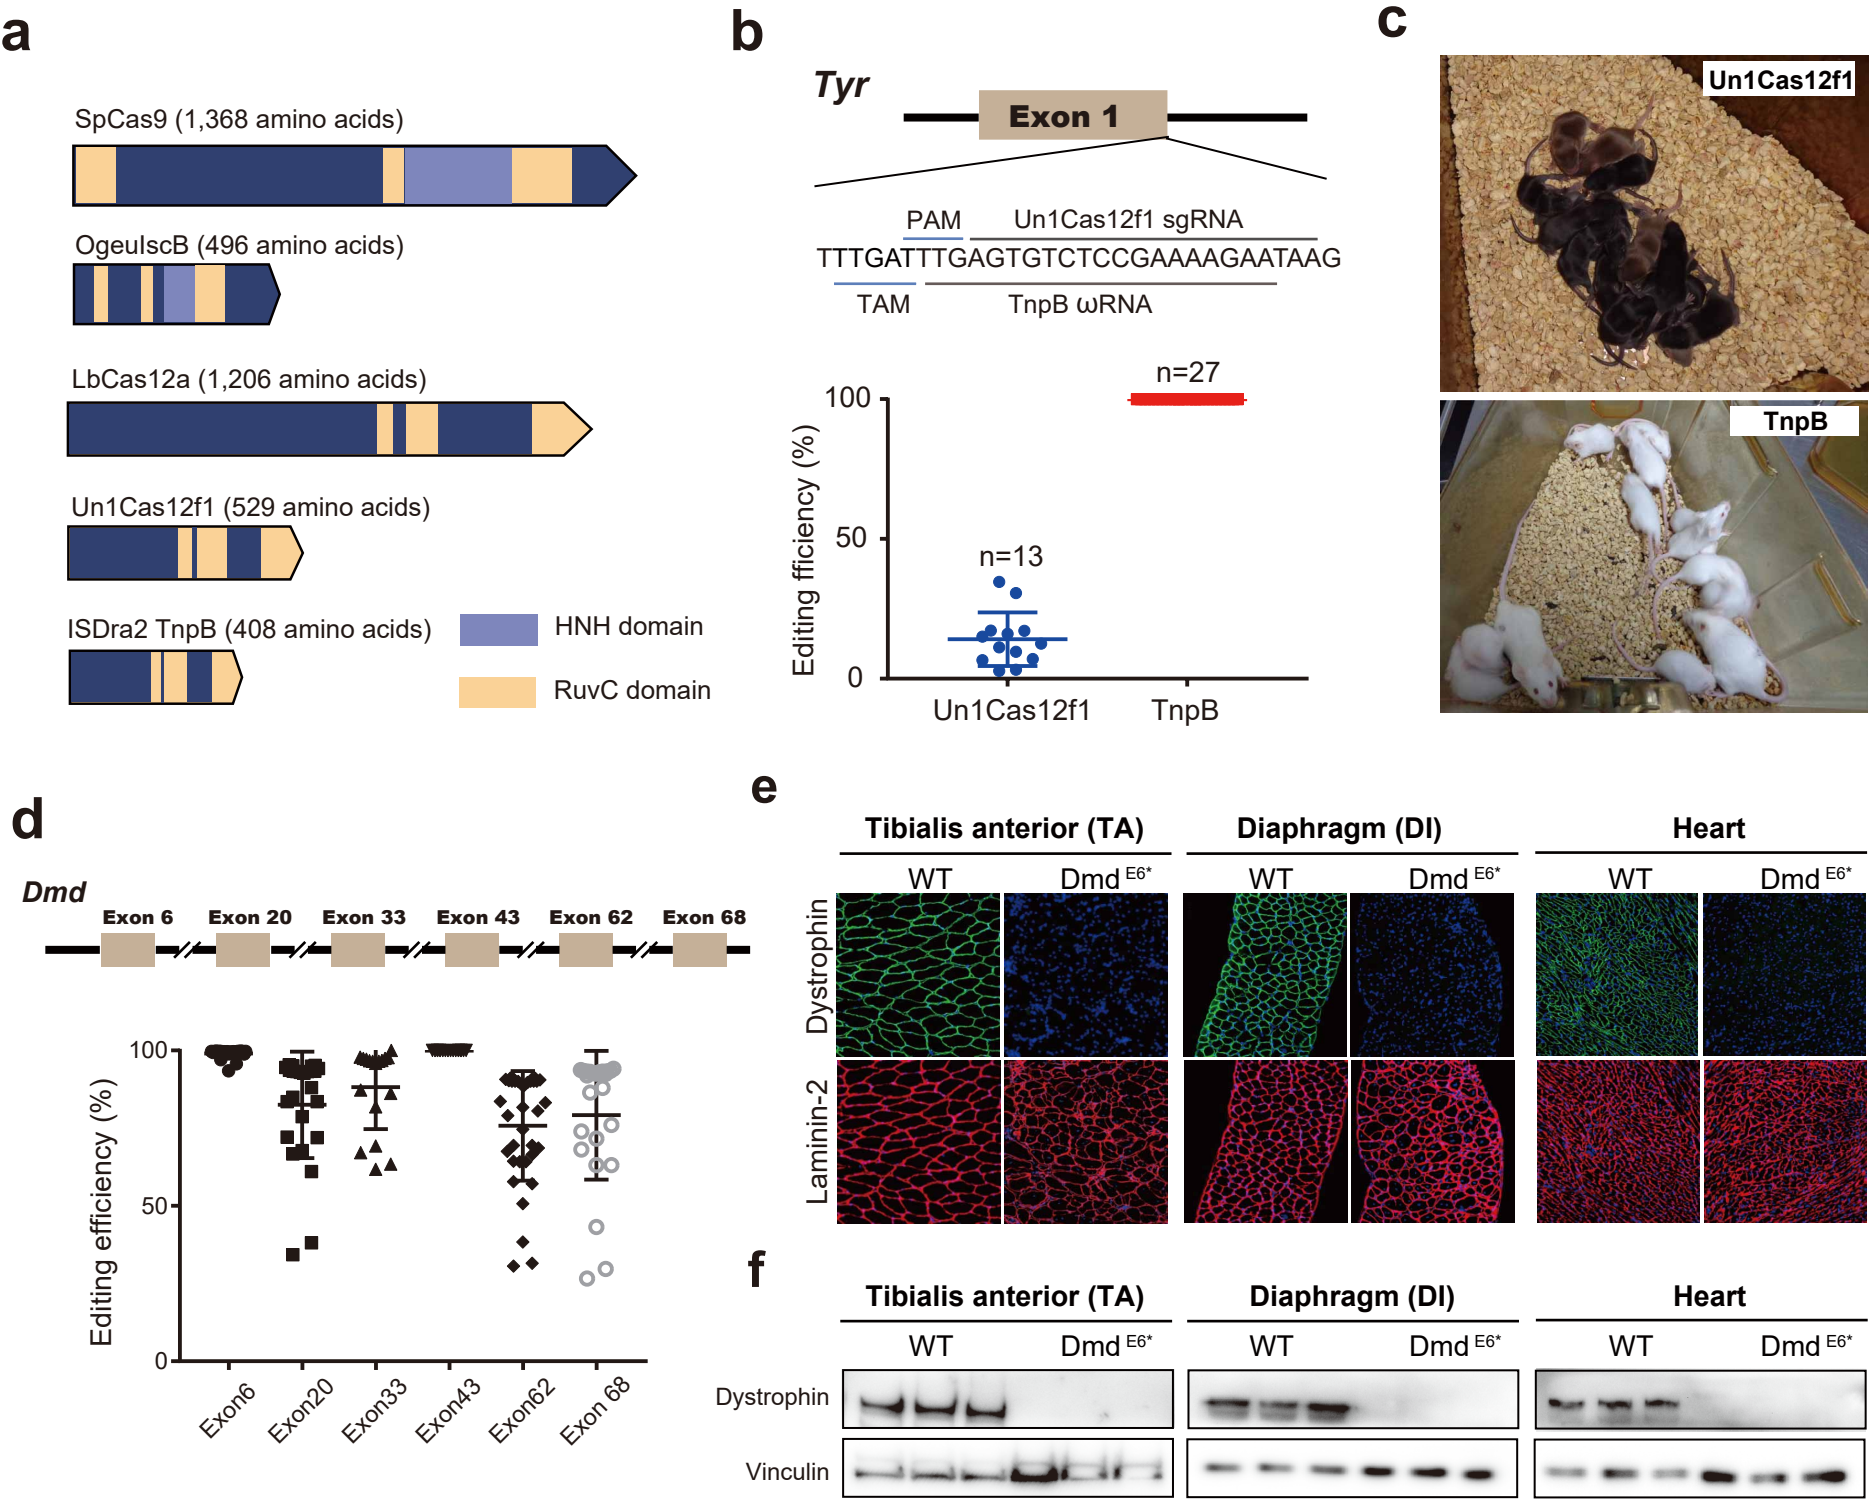 a
SpCas9 (1,368 amino acids)
OgeuIscB (496 amino acids)
LbCas12a (1,206 amino acids)
Un1Cas12f1 (529 amino acids)
ISDra2 TnpB (408 amino acids)
HNH domain
RuvC domain
b
Tyr
Exon 1
PAM
Un1Cas12f1 sgRNA
TTTGATTTGAGTGTCTCCGAAAAGAATAAG
TAM
TnpB ωRNA
Editing fficiency (%)
100
50
0
n=13
n=27
Un1Cas12f1
TnpB
c
Un1Cas12f1
TnpB
d
Dmd
Exon 6 Exon 20 Exon 33 Exon 43 Exon 62 Exon 68
Editing efficiency (%)
100
50
0
Exon6 Exon20 Exon33 Exon43 Exon62 Exon 68
e
Tibialis anterior (TA) Diaphragm (DI) Heart
WT Dmd E6* WT Dmd E6* WT Dmd E6*
Dystrophin
Laminin-2
f
Tibialis anterior (TA) Diaphragm (DI) Heart
WT Dmd E6* WT Dmd E6* WT Dmd E6*
Dystrophin
Vinculin